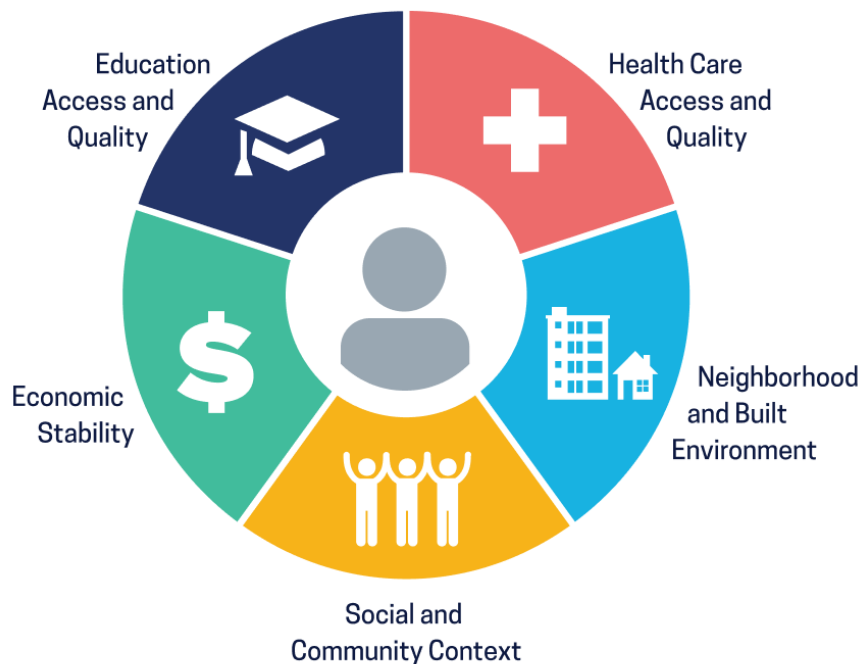 Education
Access and
Quality
Health Care
Access and
Quality
Neighborhood
and Built
Environment
Social and
Community Context
Economic
Stability